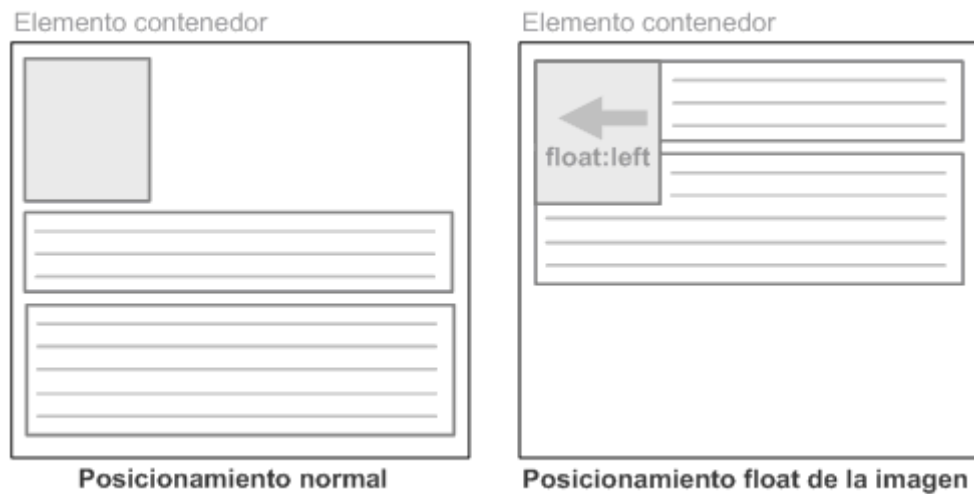 Elemento contenedor
Elemento contenedor
float:left
Posicionamiento normal
Posicionamiento float de la imagen